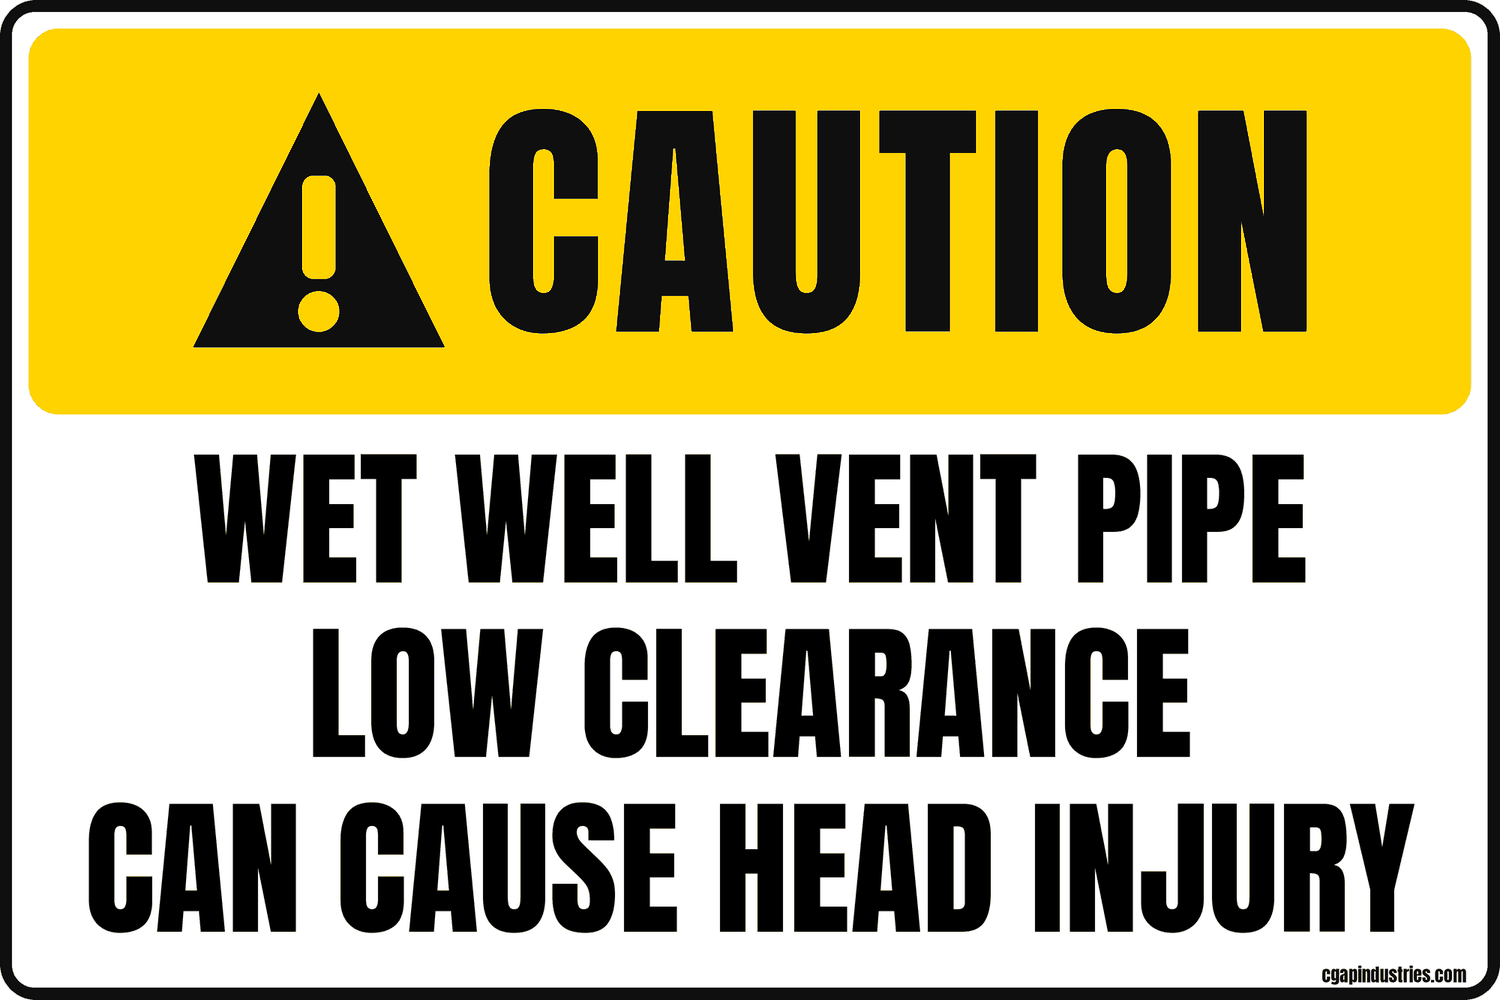 CAUTION
WET WELL VENT PIPE
LOW CLEARANCE
CAN CAUSE HEAD INJURY
cgapindustries.com